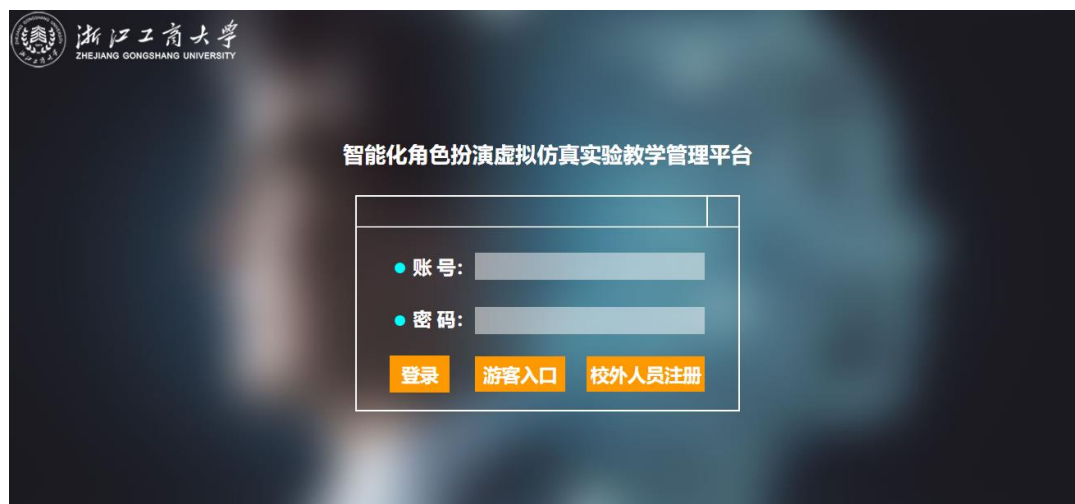 浙江工商大学
ZHEJIANG GONGSHANG UNIVERSITY
智能化角色扮演虚拟仿真实验教学管理平台
账 号:
密 码:
登录 游客入口 校外人员注册